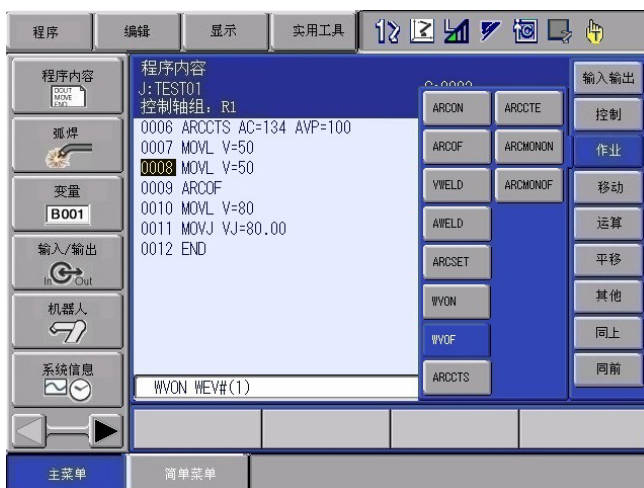 程序
编辑
显示
实用工具
程序内容
DOUT
MOVE
END
弧焊
变量
B001
输入/输出
In Out
机器人
系统信息
程序内容
J:TEST01
控制轴组: R1
0006 ARCCTS AC=134 AVP=100
0007 MOVL V=50
0008 MOVL V=50
0009 ARCOF
0010 MOVL V=80
0011 MOVJ VJ=80.00
0012 END
WVON WEV#(1)
ARCON
ARCCTE
ARCOF
ARCMONON
VWELD
ARCMONOF
AWELD
ARCSET
WVON
WVOF
ARCCTS
输入输出
控制
作业
移动
运算
平移
其他
同上
同前
主菜单
简单菜单